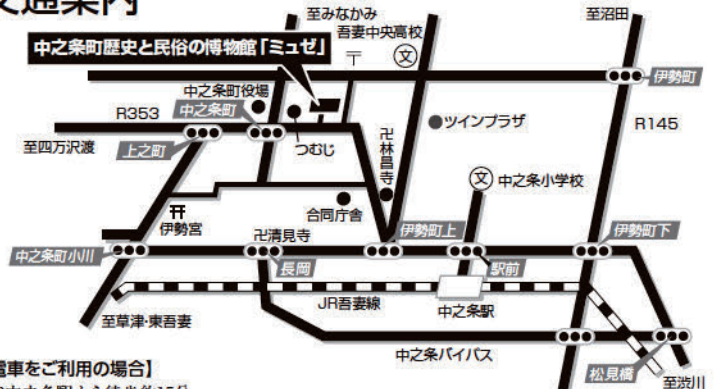 交通案内
至みなかみ
至沼田
吾妻中央高校
中之条町歴史と民俗の博物館「ミュゼ」
〒
文
伊勢町
中之条町役場
中之条町
R353
R145
ツインプラザ
上之町
つむじ
至四万沢渡
卍林昌寺
文
中之条小学校
合同庁舎
伊勢宮
卍清見寺
伊勢町上
伊勢町下
中之条町小川
長岡
駅前
JR吾妻線
中之条駅
至草津・東吾妻
中之条バイパス
松見橋
至渋川
電車をご利用の場合】